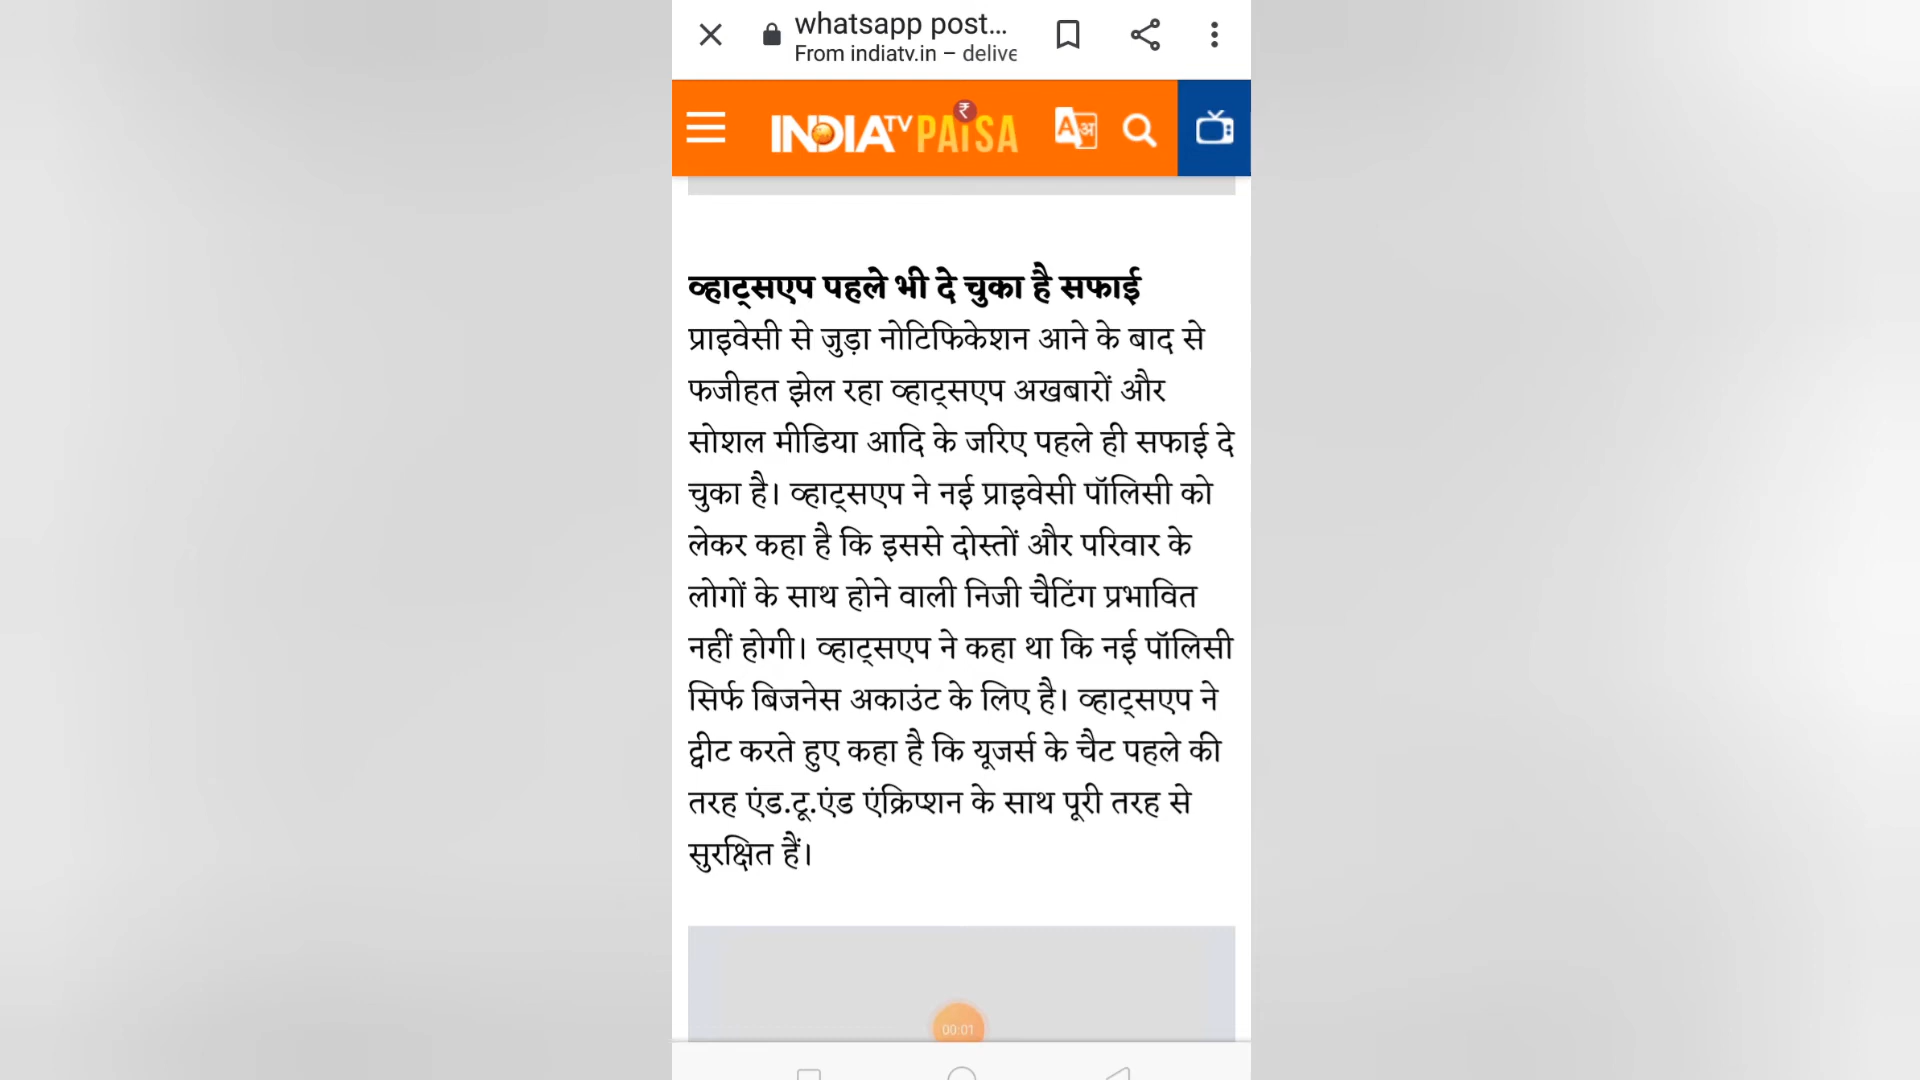 whatsapp post...
From indiatv.in – delive
INDIA TV PAISA
व्हाट्सएप पहले भी दे चुका है सफाई
प्राइवेसी से जुड़ा नोटिफिकेशन आने के बाद से
फजीहत झेल रहा व्हाट्सएप अखबारों और
सोशल मीडिया आदि के जरिए पहले ही सफाई दे
चुका है। व्हाट्सएप ने नई प्राइवेसी पॉलिसी को
लेकर कहा है कि इससे दोस्तों और परिवार के
लोगों के साथ होने वाली निजी चैटिंग प्रभावित
नहीं होगी। व्हाट्सएप ने कहा था कि नई पॉलिसी
सिर्फ बिजनेस अकाउंट के लिए है। व्हाट्सएप ने
ट्वीट करते हुए कहा है कि यूजर्स के चैट पहले की
तरह एंड.टू.एंड एंक्रिप्शन के साथ पूरी तरह से
सुरक्षित हैं।
00:01